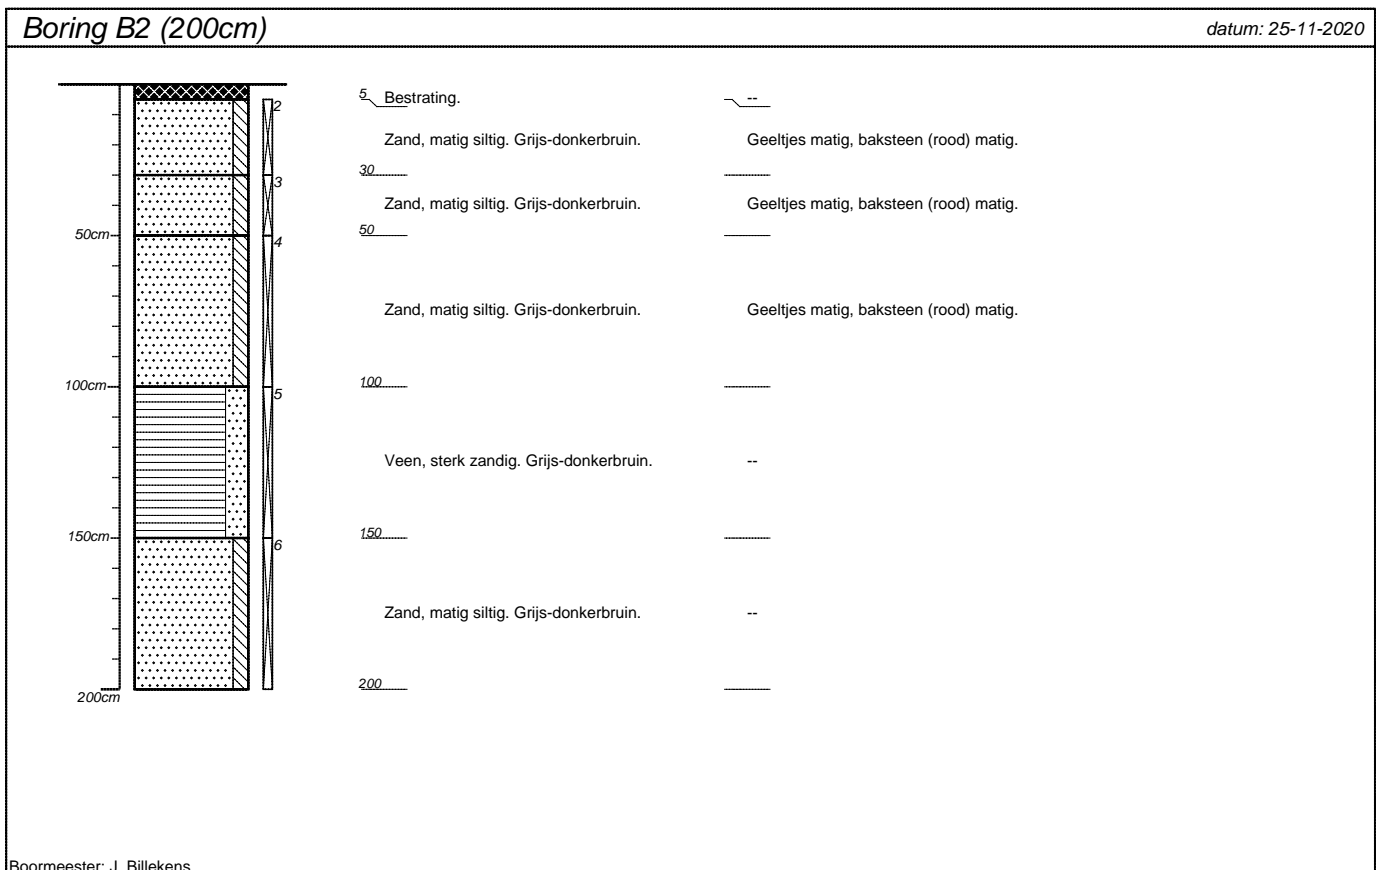 Boring B2 (200cm) datum: 25-11-2020
5 Bestrating. --
2
Zand, matig siltig. Grijs-donkerbruin. Geeltjes matig, baksteen (rood) matig.
30
3
Zand, matig siltig. Grijs-donkerbruin. Geeltjes matig, baksteen (rood) matig.
50cm 4 50
Zand, matig siltig. Grijs-donkerbruin. Geeltjes matig, baksteen (rood) matig.
100cm 5 100
Veen, sterk zandig. Grijs-donkerbruin. --
150cm 6 150
Zand, matig siltig. Grijs-donkerbruin. --
200cm 200
Boormeester: J. Billekens